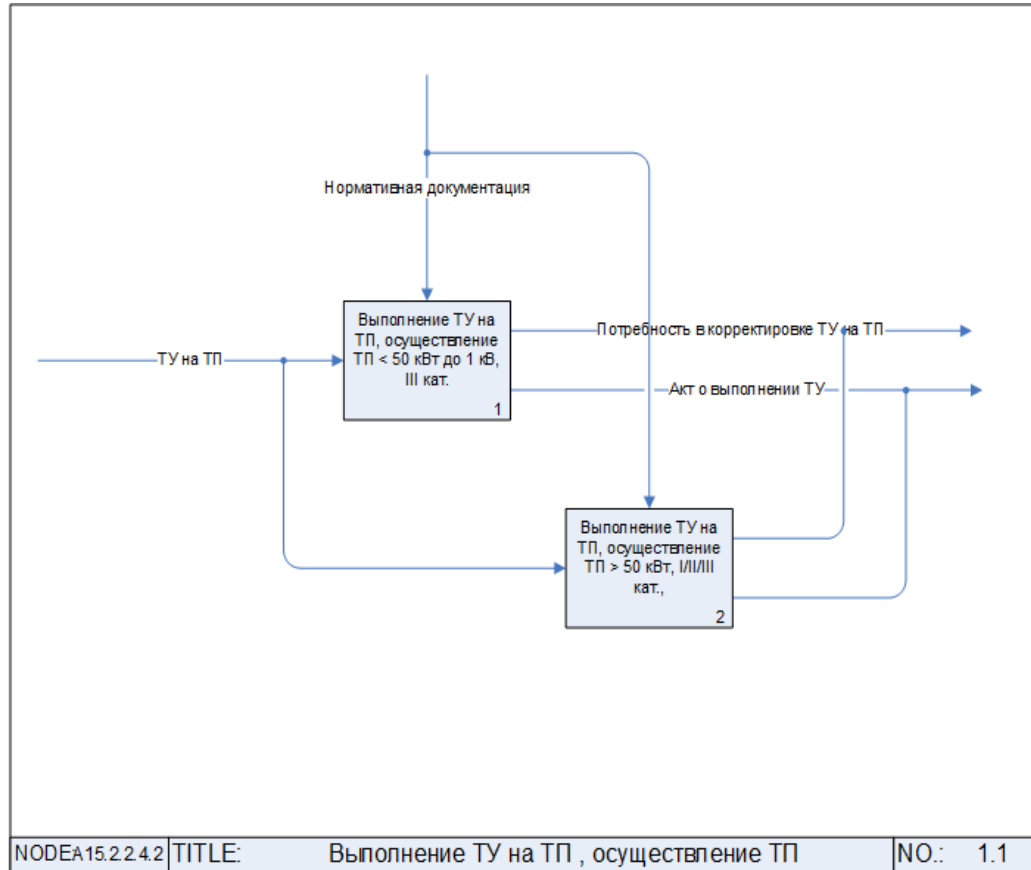 Нормативная документация
Выполнение ТУ на
ТП, осуществление
ТП < 50 кВт до 1 кВ,
III кат.
1
Потребность в корректировке ТУ на ТП
ТУ на ТП
Акт о выполнении ТУ
Выполнение ТУ на
ТП, осуществление
ТП > 50 кВт, I/II/III
кат.,
2
NODE: A15.2.2.4.2 TITLE: Выполнение ТУ на ТП , осуществление ТП NO.: 1.1